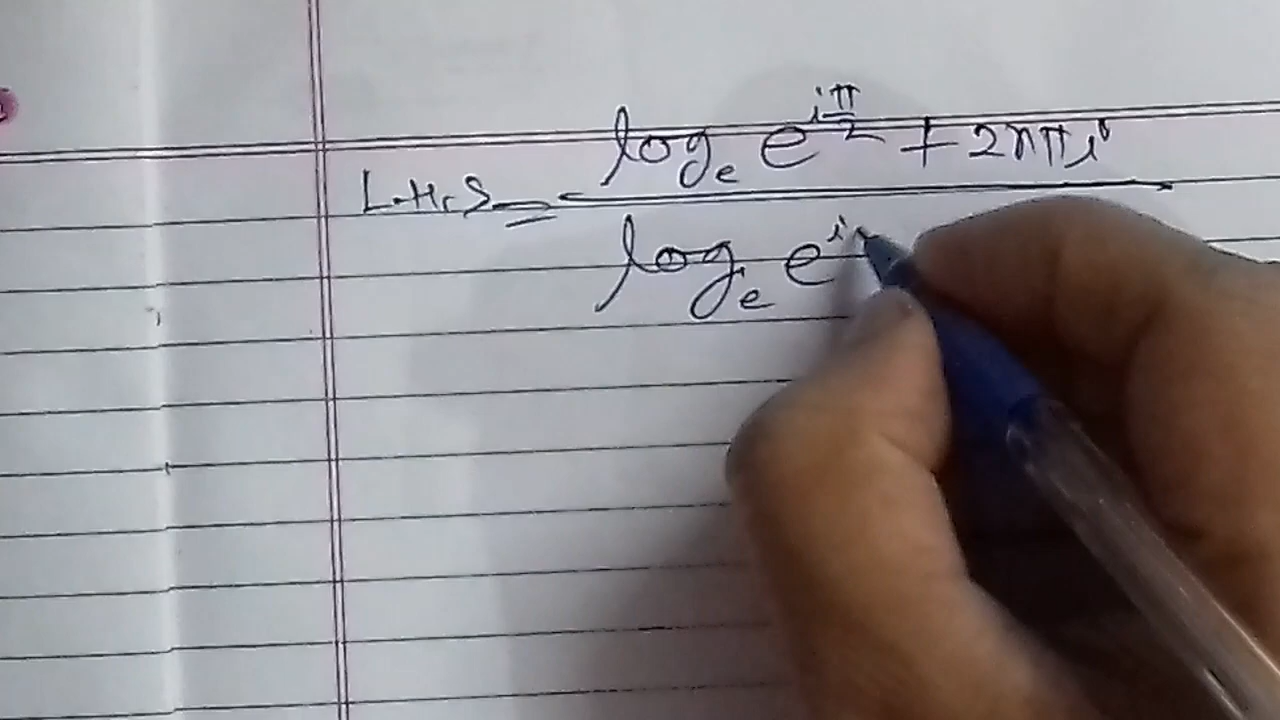 log_e e^{iπ/2} + 2nπi
L.H.S =
log_e e^i